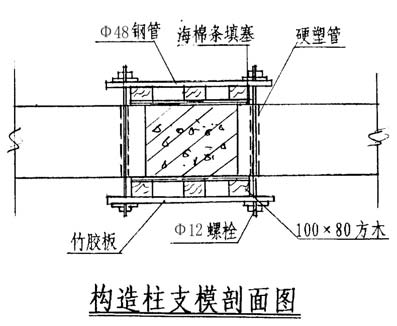 Φ48钢管
海棉条填塞
硬塑管
竹胶板
Φ12螺栓
100×80方木
构造柱支模剖面图